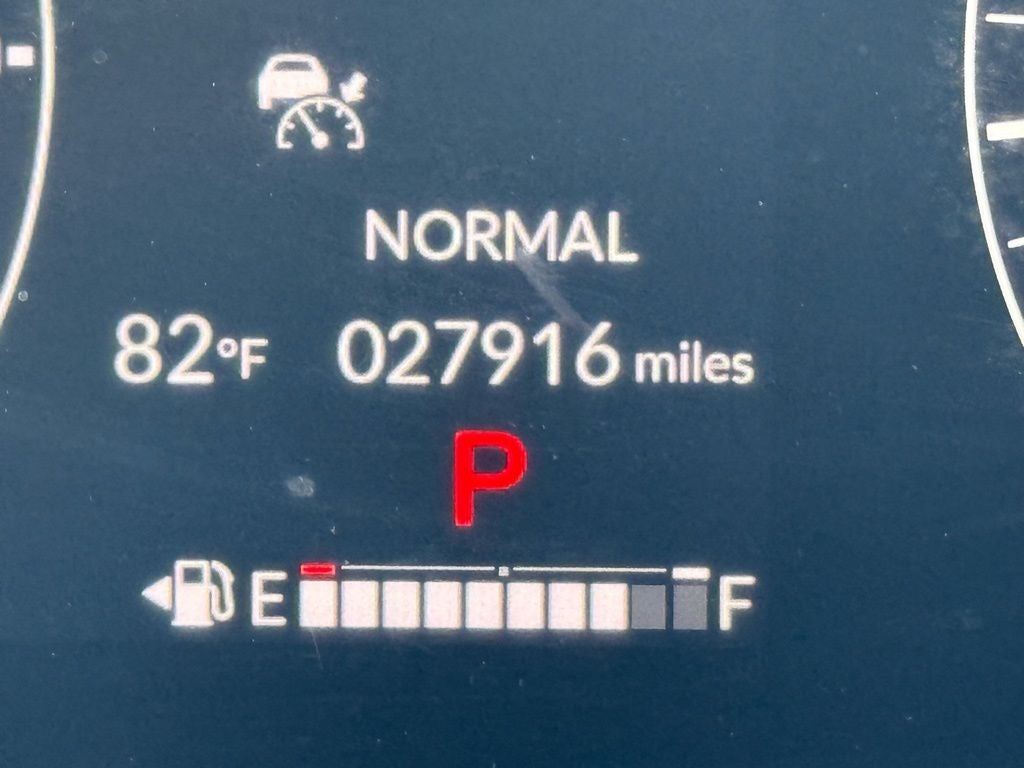 NORMAL
82°F 027916 miles
P
E F